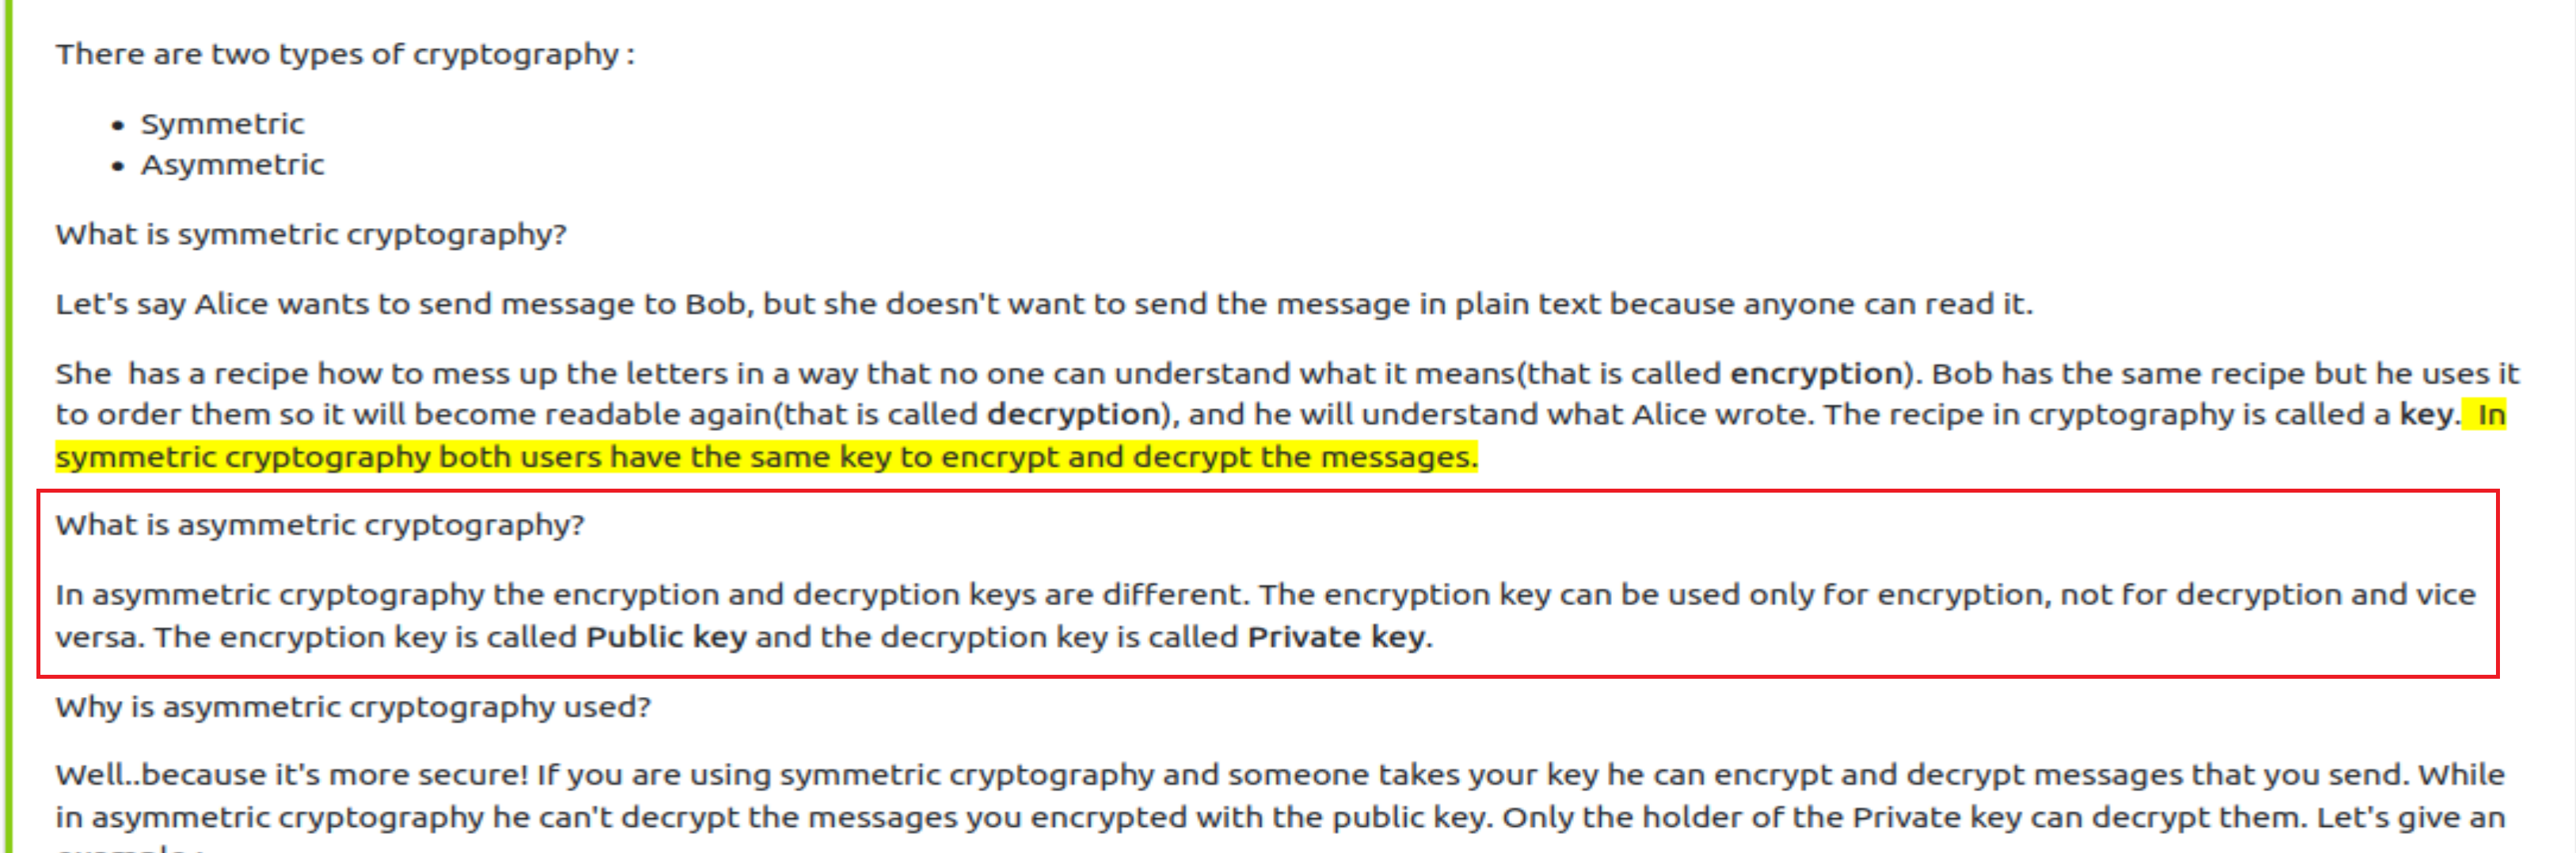 There are two types of cryptography :
• Symmetric
• Asymmetric
What is symmetric cryptography?
Let's say Alice wants to send message to Bob, but she doesn't want to send the message in plain text because anyone can read it.
She  has a recipe how to mess up the letters in a way that no one can understand what it means(that is called encryption). Bob has the same recipe but he uses it
to order them so it will become readable again(that is called decryption), and he will understand what Alice wrote. The recipe in cryptography is called a key.  In
symmetric cryptography both users have the same key to encrypt and decrypt the messages.
What is asymmetric cryptography?
In asymmetric cryptography the encryption and decryption keys are different. The encryption key can be used only for encryption, not for decryption and vice
versa. The encryption key is called Public key and the decryption key is called Private key.
Why is asymmetric cryptography used?
Well..because it's more secure! If you are using symmetric cryptography and someone takes your key he can encrypt and decrypt messages that you send. While
in asymmetric cryptography he can't decrypt the messages you encrypted with the public key. Only the holder of the Private key can decrypt them. Let's give an